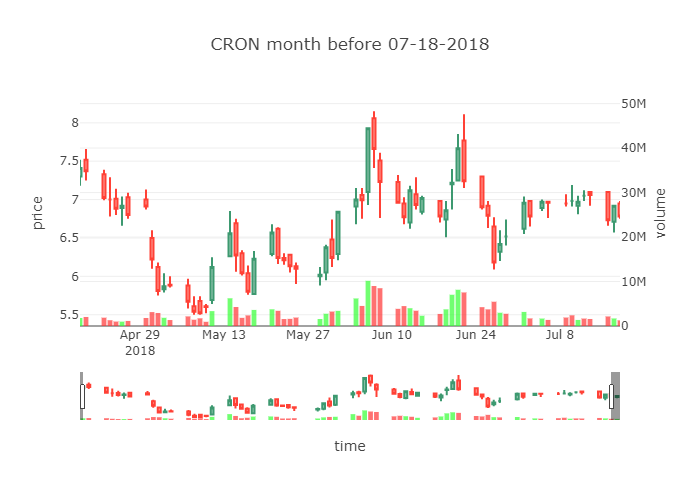 CRON month before 07-18-2018
50M
8
40M
7.5
30M
7
20M
6.5
10M
6
5.5
0
price
volume
Apr 29 May 13 May 27 Jun 10 Jun 24 Jul 8
2018
time